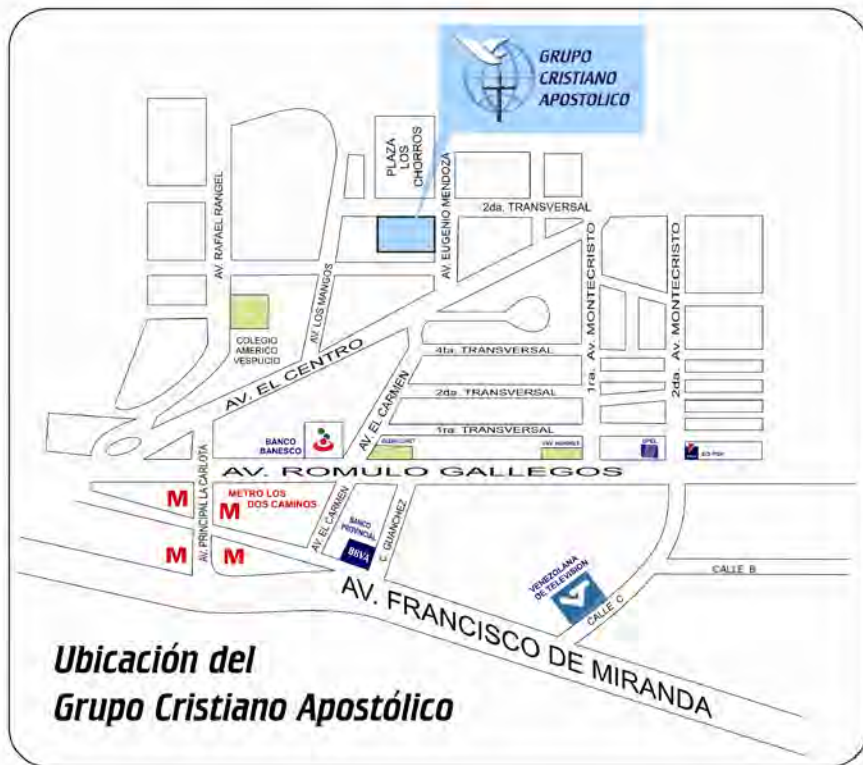 GRUPO
CRISTIANO
APOSTOLICO
PLAZA
LOS
CHORROS
2da. TRANSVERSAL
AV. RAFAEL RANGEL
AV. EUGENIO MENDOZA
AV. LOS MANGOS
1ra. Av. MONTECRISTO
2da. Av. MONTECRISTO
COLEGIO
AMERICO
VESPUCIO
4ta. TRANSVERSAL
AV. EL CENTRO
2da. TRANSVERSAL
AV. EL CARMEN
1ra. TRANSVERSAL
BANCO
BANESCO
AV. ROMULO GALLEGOS
AV. PRINCIPAL LA CARLOTA
M
METRO LOS
DOS CAMINOS
M
M
M
AV. EL CARMEN
BANCO
PROVINCIAL
BBVA
C. GUANCHEZ
VENEZOLANA
DE TELEVISION
CALLE B
CALLE C
AV. FRANCISCO DE MIRANDA
Ubicación del
Grupo Cristiano Apostólico